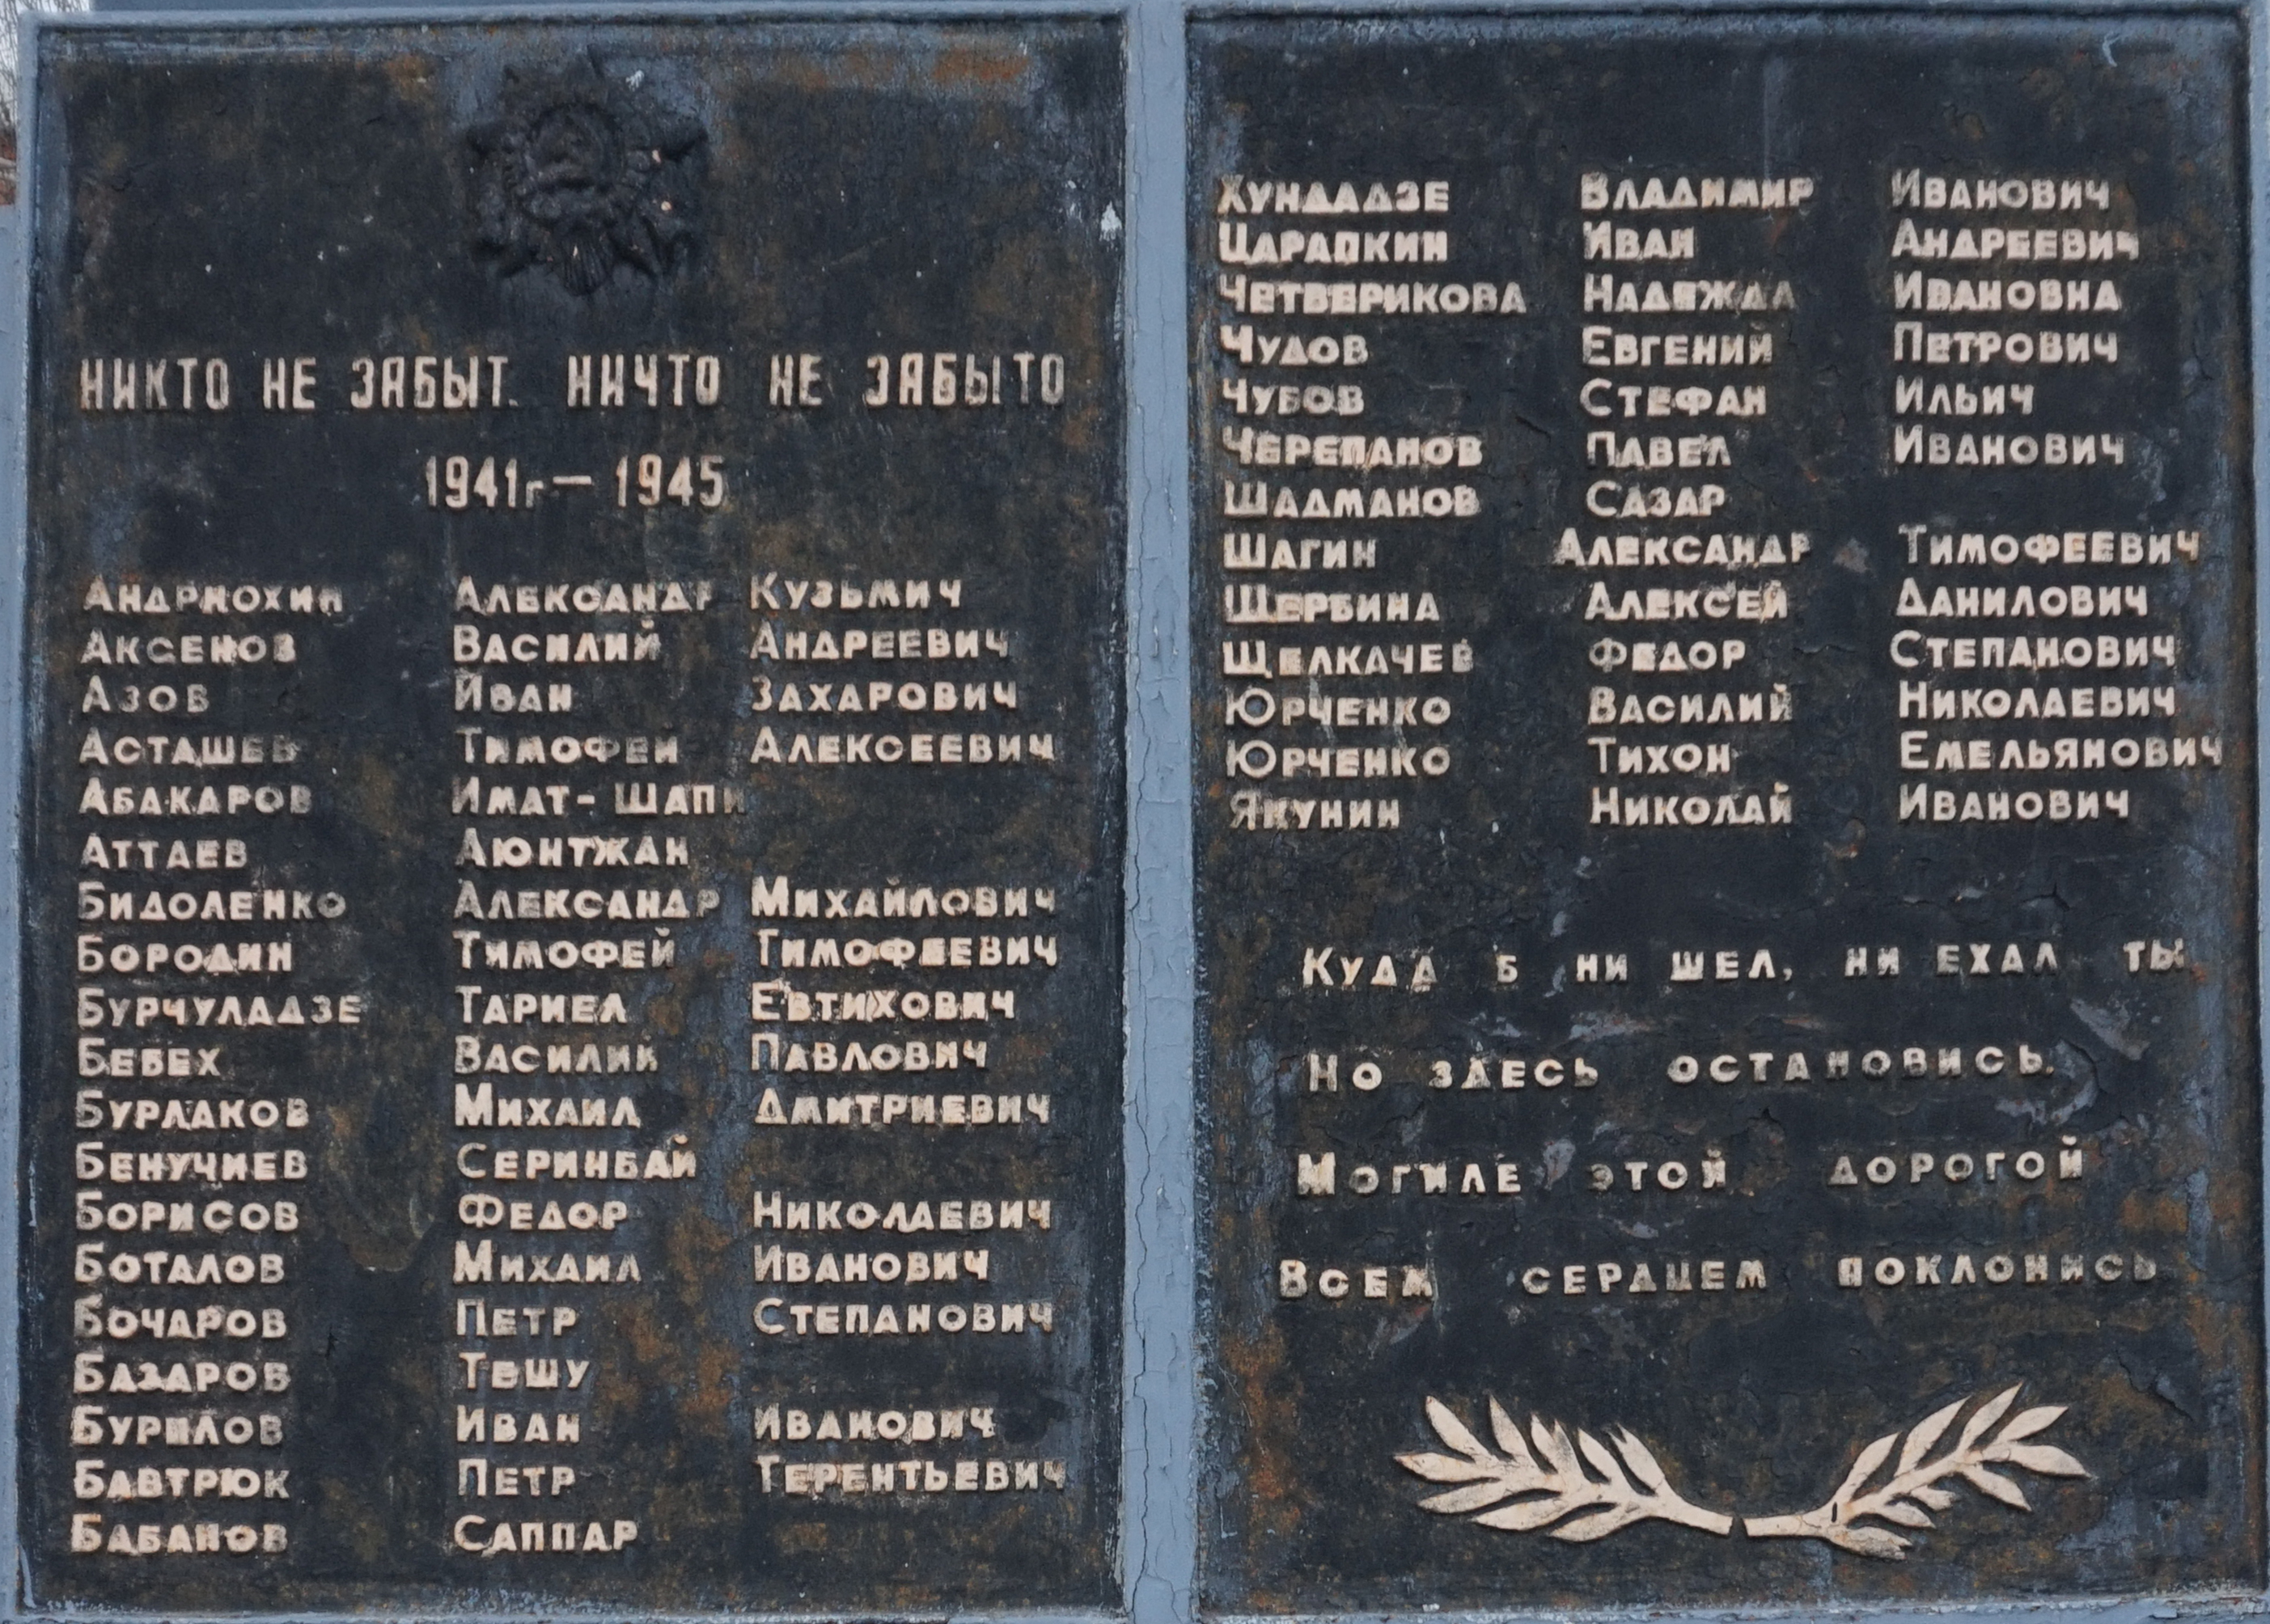 НИКТО НЕ ЗАБЫТ. НИЧТО НЕ ЗАБЫТО
1941г — 1945
АНДРЮХИН АЛЕКСАНДР КУЗЬМИЧ
АКСЕНОВ ВАСИЛИЙ АНДРЕЕВИЧ
АЗОВ ИВАН ЗАХАРОВИЧ
АСТАШЕВ ТИМОФЕЙ АЛЕКСЕЕВИЧ
АБАКАРОВ ИМАТ-ШАПИ
АТТАЕВ АЮНТЖАН
БИДОЛЕНКО АЛЕКСАНДР МИХАЙЛОВИЧ
БОРОДИН ТИМОФЕЙ ТИМОФЕЕВИЧ
БУРЧУЛАДЗЕ ТАРИЕЛ ЕВТИХОВИЧ
БЕБЕХ ВАСИЛИЙ ПАВЛОВИЧ
БУРЛАКОВ МИХАИЛ ДМИТРИЕВИЧ
БЕНУЧИЕВ СЕРИНБАЙ
БОРИСОВ ФЕДОР НИКОЛАЕВИЧ
БОТАЛОВ МИХАИЛ ИВАНОВИЧ
БОЧАРОВ ПЕТР СТЕПАНОВИЧ
БАЗАРОВ ТЕШУ
БУРИЛОВ ИВАН ИВАНОВИЧ
БАВТРЮК ПЕТР ТЕРЕНТЬЕВИЧ
БАБАНОВ САППАР
ХУНДАДЗЕ ВЛАДИМИР ИВАНОВИЧ
ЦАРАПКИН ИВАН АНДРЕЕВИЧ
ЧЕТВЕРИКОВА НАДЕЖДА ИВАНОВНА
ЧУДОВ ЕВГЕНИЙ ПЕТРОВИЧ
ЧУБОВ СТЕФАН ИЛЬИЧ
ЧЕРЕПАНОВ ПАВЕЛ ИВАНОВИЧ
ШАДМАНОВ САЗАР
ШАГИН АЛЕКСАНДР ТИМОФЕЕВИЧ
ЩЕРБИНА АЛЕКСЕЙ ДАНИЛОВИЧ
ЩЕЛКАЧЕВ ФЕДОР СТЕПАНОВИЧ
ЮРЧЕНКО ВАСИЛИЙ НИКОЛАЕВИЧ
ЮРЧЕНКО ТИХОН ЕМЕЛЬЯНОВИЧ
ЯКУНИН НИКОЛАЙ ИВАНОВИЧ
КУДА Б НИ ШЕЛ, НИ ЕХАЛ ТЫ,
НО ЗДЕСЬ ОСТАНОВИСЬ.
МОГИЛЕ ЭТОЙ ДОРОГОЙ
ВСЕМ СЕРДЦЕМ ПОКЛОНИСЬ